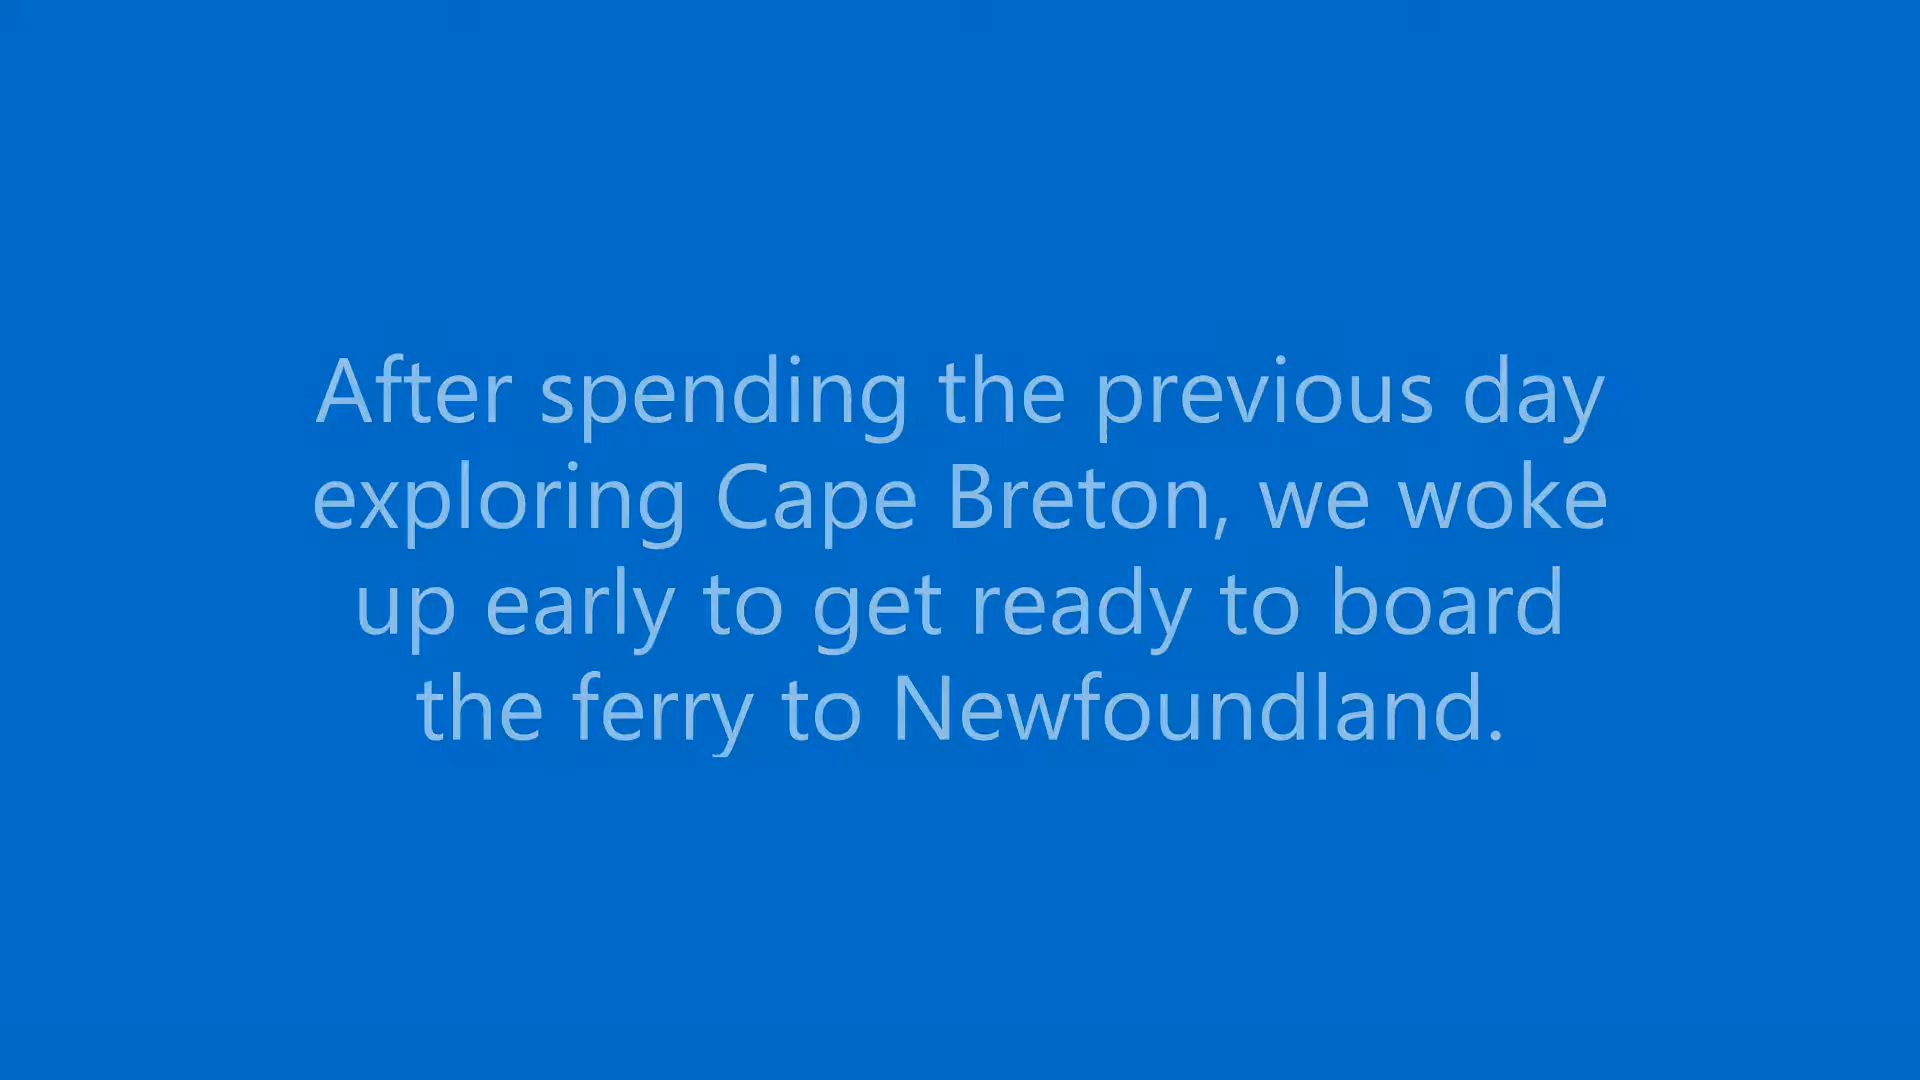 After spending the previous day
exploring Cape Breton, we woke
up early to get ready to board
the ferry to Newfoundland.